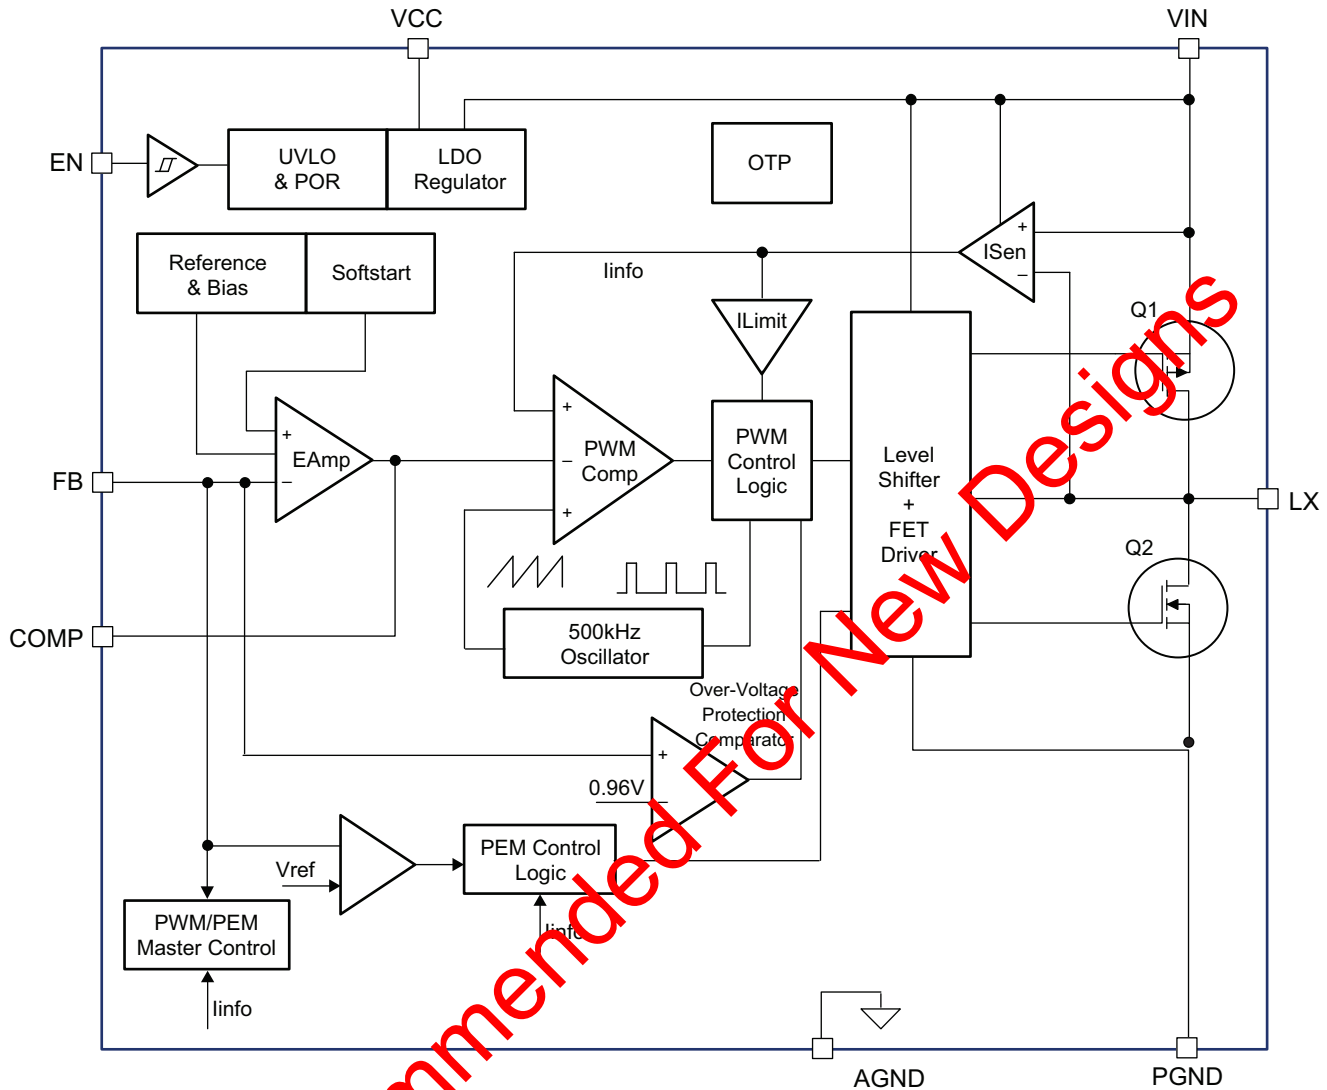 VCC
VIN
EN
UVLO
& POR
LDO
Regulator
OTP
Reference
& Bias
Softstart
Iinfo
+
ISen
−
ILimit
Q1
+
EAmp
−
FB
+
−
+
PWM
Comp
PWM
Control
Logic
Level
Shifter
+
FET
Driver
LX
Q2
COMP
500kHz
Oscillator
Over-Voltage
Protection
Comparator
+
0.96V
−
Vref
PEM Control
Logic
Iinfo
PWM/PEM
Master Control
Iinfo
AGND
PGND
mmended For New Designs